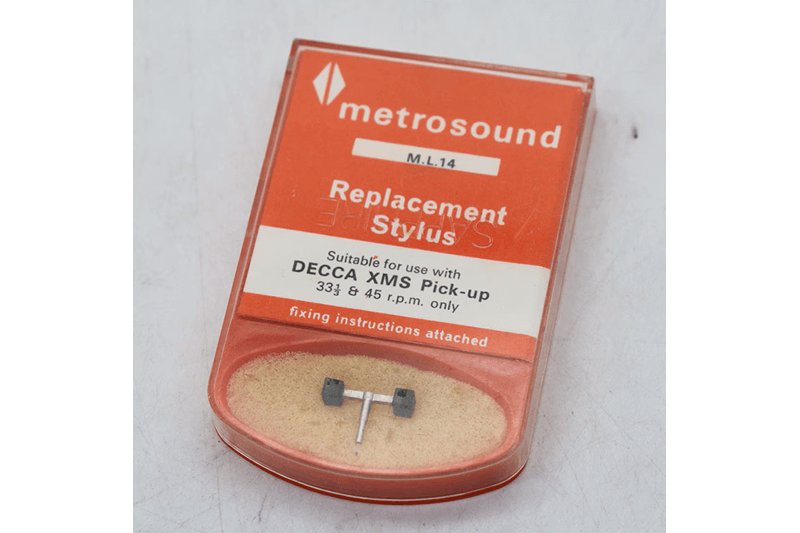 metrosound
M.L.14
Replacement
Stylus
SAPPHIRE
Suitable for use with
DECCA XMS Pick-up
33⅓ & 45 r.p.m. only
fixing instructions attached